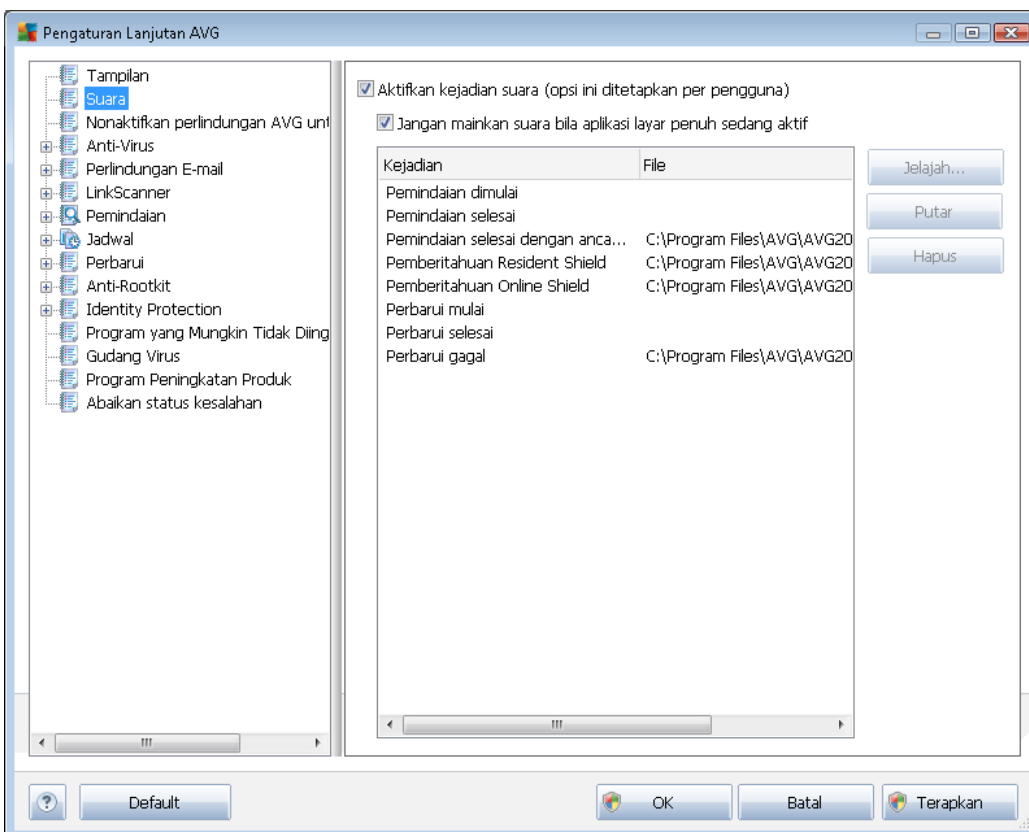 Pengaturan Lanjutan AVG
Tampilan
Suara
Nonaktifkan perlindungan AVG unt
Anti-Virus
Perlindungan E-mail
LinkScanner
Pemindaian
Jadwal
Perbarui
Anti-Rootkit
Identity Protection
Program yang Mungkin Tidak Diing
Gudang Virus
Program Peningkatan Produk
Abaikan status kesalahan
Aktifkan kejadian suara (opsi ini ditetapkan per pengguna)
Jangan mainkan suara bila aplikasi layar penuh sedang aktif
Kejadian File
Pemindaian dimulai
Pemindaian selesai
Pemindaian selesai dengan anca... C:\Program Files\AVG\AVG20
Pemberitahuan Resident Shield C:\Program Files\AVG\AVG20
Pemberitahuan Online Shield C:\Program Files\AVG\AVG20
Perbarui mulai
Perbarui selesai
Perbarui gagal C:\Program Files\AVG\AVG20
Jelajah...
Putar
Hapus
? Default OK Batal Terapkan